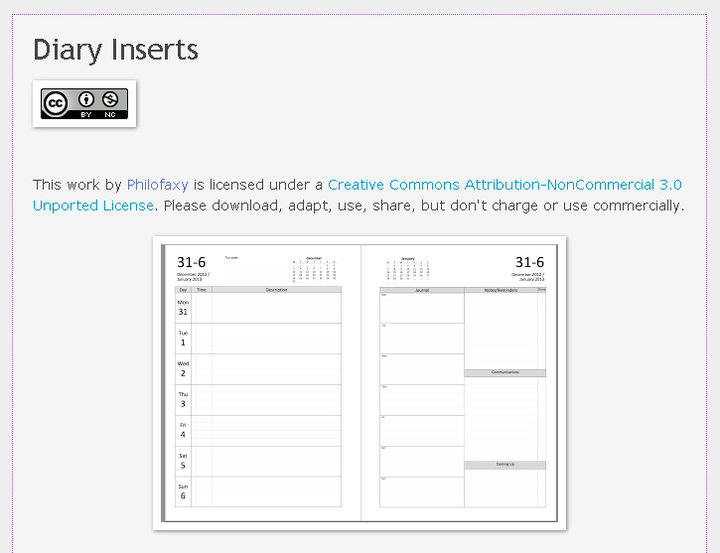 Diary Inserts
cc
BY NC
This work by Philofaxy is licensed under a Creative Commons Attribution-NonCommercial 3.0
Unported License. Please download, adapt, use, share, but don't charge or use commercially.
31-6
December 2012 /
January 2013
December
January
31-6
December 2012 /
January 2013
Day Time Description
Mon
31
Tue
1
Wed
2
Thu
3
Fri
4
Sat
5
Sun
6
Journal Notes/Reminders
Communications
Coming Up